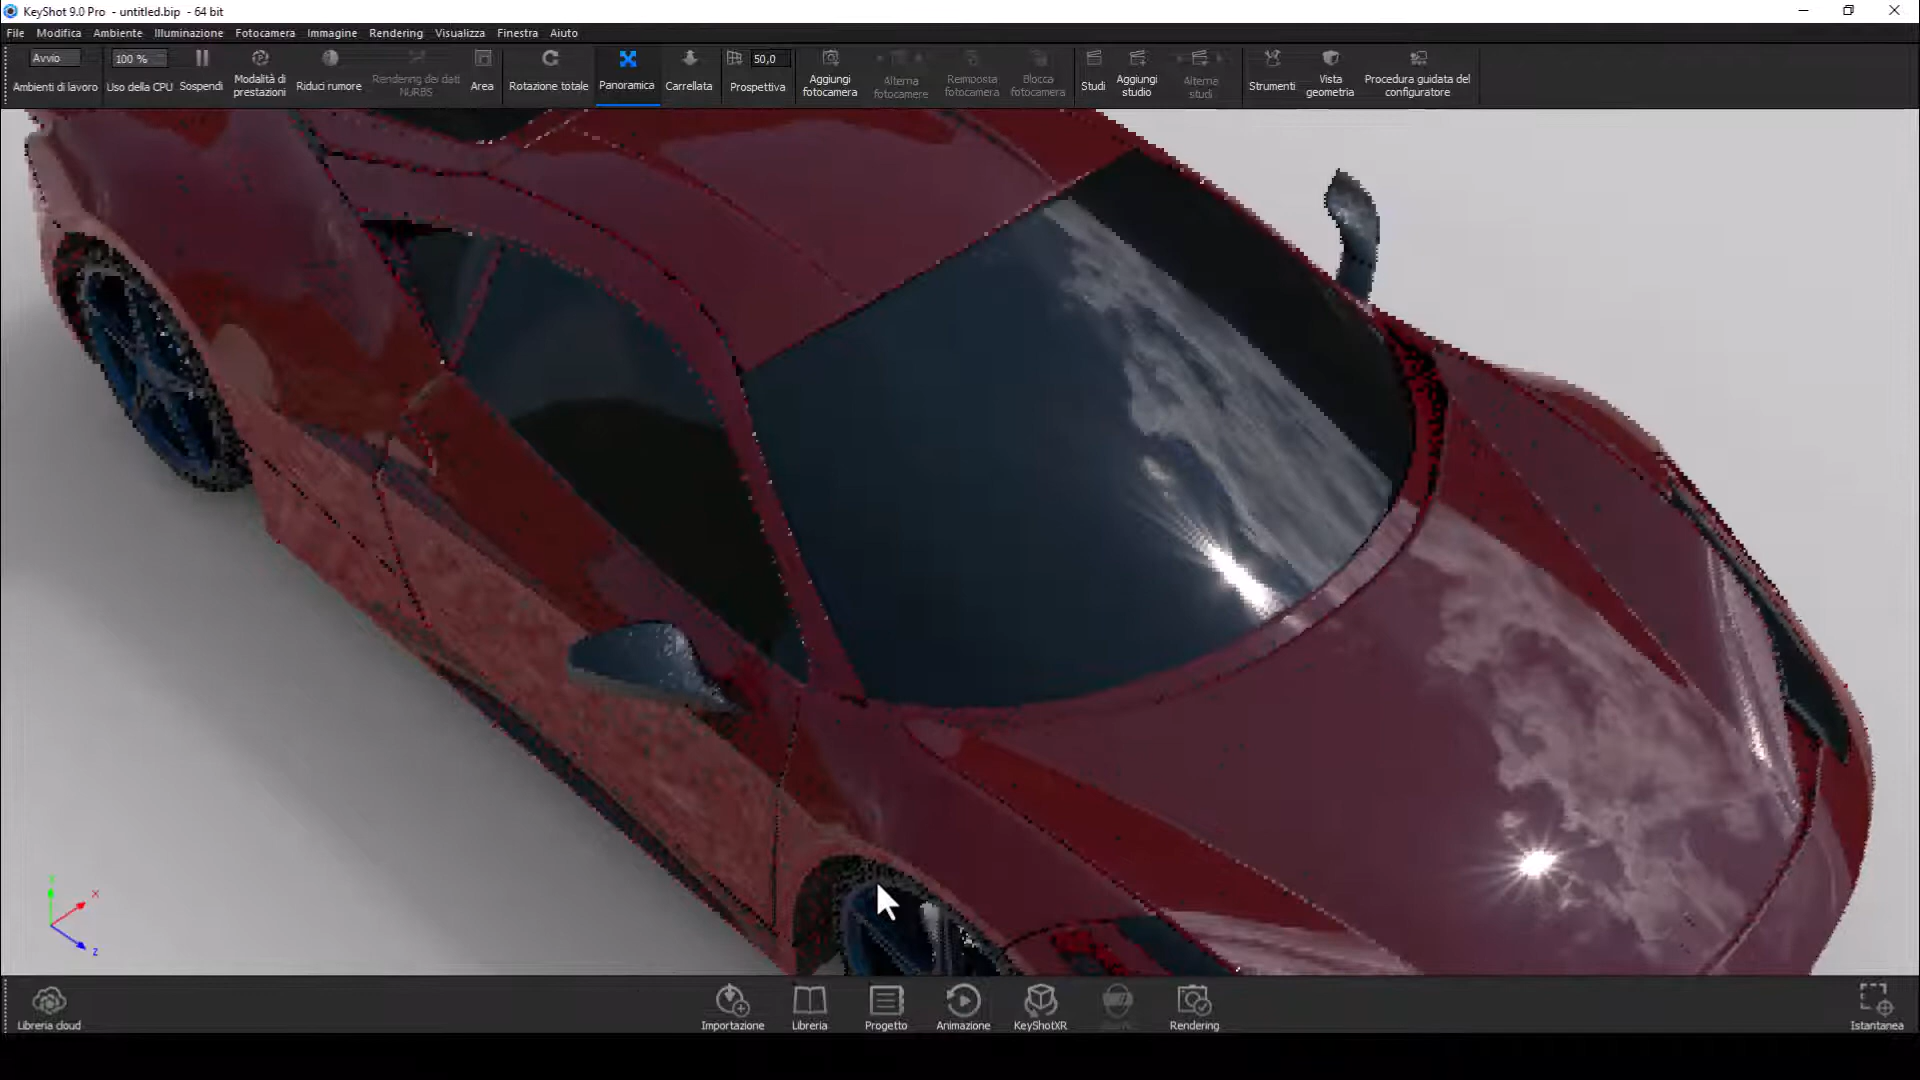 KeyShot 9.0 Pro - untitled.bip - 64 bit
File Modifica Ambiente Illuminazione Fotocamera Immagine Rendering Visualizza Finestra Aiuto
Avvio 100 % 50,0
Ambienti di lavoro
Uso della CPU
Sospendi
Modalità di
prestazioni
Riduci rumore
Rendering dei dati
NURBS
Area
Rotazione totale
Panoramica
Carrellata
Prospettiva
Aggiungi
fotocamera
Alterna
fotocamere
Reimposta
fotocamera
Blocca
fotocamera
Studi
Aggiungi
studio
Alterna
studi
Strumenti
Vista
geometria
Procedura guidata del
configuratore
Y
X
Z
Libreria cloud
Importazione
Libreria
Progetto
Animazione
KeyShotXR
Rendering
Istantanea